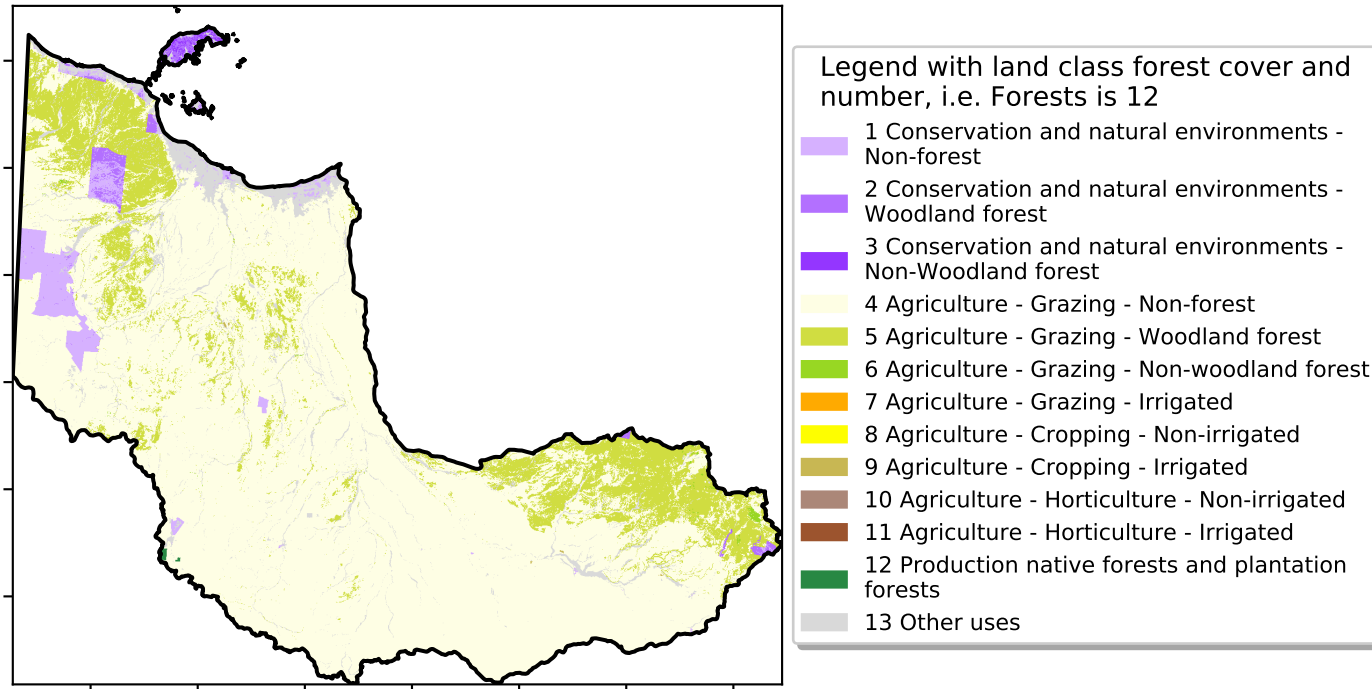 Legend with land class forest cover and
number, i.e. Forests is 12
1 Conservation and natural environments -
Non-forest
2 Conservation and natural environments -
Woodland forest
3 Conservation and natural environments -
Non-Woodland forest
4 Agriculture - Grazing - Non-forest
5 Agriculture - Grazing - Woodland forest
6 Agriculture - Grazing - Non-woodland forest
7 Agriculture - Grazing - Irrigated
8 Agriculture - Cropping - Non-irrigated
9 Agriculture - Cropping - Irrigated
10 Agriculture - Horticulture - Non-irrigated
11 Agriculture - Horticulture - Irrigated
12 Production native forests and plantation
forests
13 Other uses